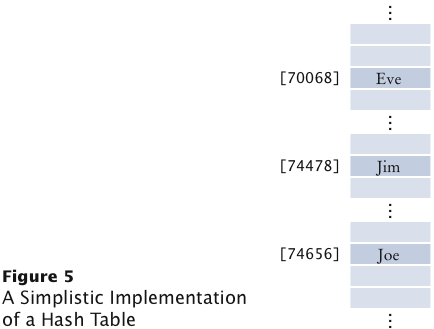 ⋮
[70068] Eve
⋮
[74478] Jim
⋮
[74656] Joe
Figure 5
A Simplistic Implementation
of a Hash Table
⋮